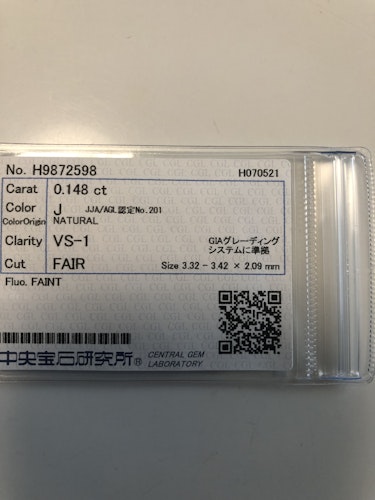 No. H9872598 H070521
Carat 0.148 ct
Color J JJA/AGL 認定No.201
ColorOrigin NATURAL
Clarity VS-1 GIAグレーディング
システムに準拠
Cut FAIR Size 3.32 - 3.42 × 2.09 mm
Fluo. FAINT
中央宝石研究所® CENTRAL GEM
LABORATORY